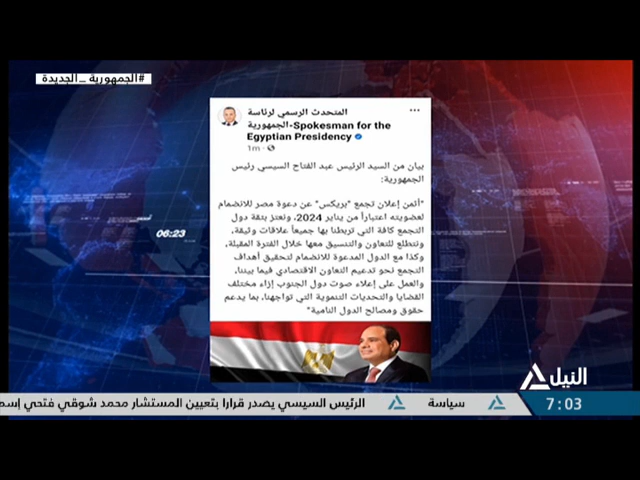 #الجمهورية_الجديدة
المتحدث الرسمي لرئاسة
الجمهورية-Spokesman for the
Egyptian Presidency
1m
بيان من السيد الرئيس عبد الفتاح السيسي رئيس
الجمهورية:
"أثمن إعلان تجمع "بريكس" عن دعوة مصر للانضمام
لعضويته اعتباراً من يناير 2024، ونعتز بثقة دول
التجمع كافة التي تربطنا بها جميعاً علاقات وثيقة،
ونتطلع للتعاون والتنسيق معها خلال الفترة المقبلة،
وكذا مع الدول المدعوة للانضمام لتحقيق أهداف
التجمع نحو تدعيم التعاون الاقتصادي فيما بيننا،
والعمل على إعلاء صوت دول الجنوب إزاء مختلف
القضايا والتحديات التنموية التي تواجهنا، بما يدعم
حقوق ومصالح الدول النامية"
06:23
النيل
سياسة
الرئيس السيسي يصدر قرارا بتعيين المستشار محمد شوقي فتحي إسم
7:03